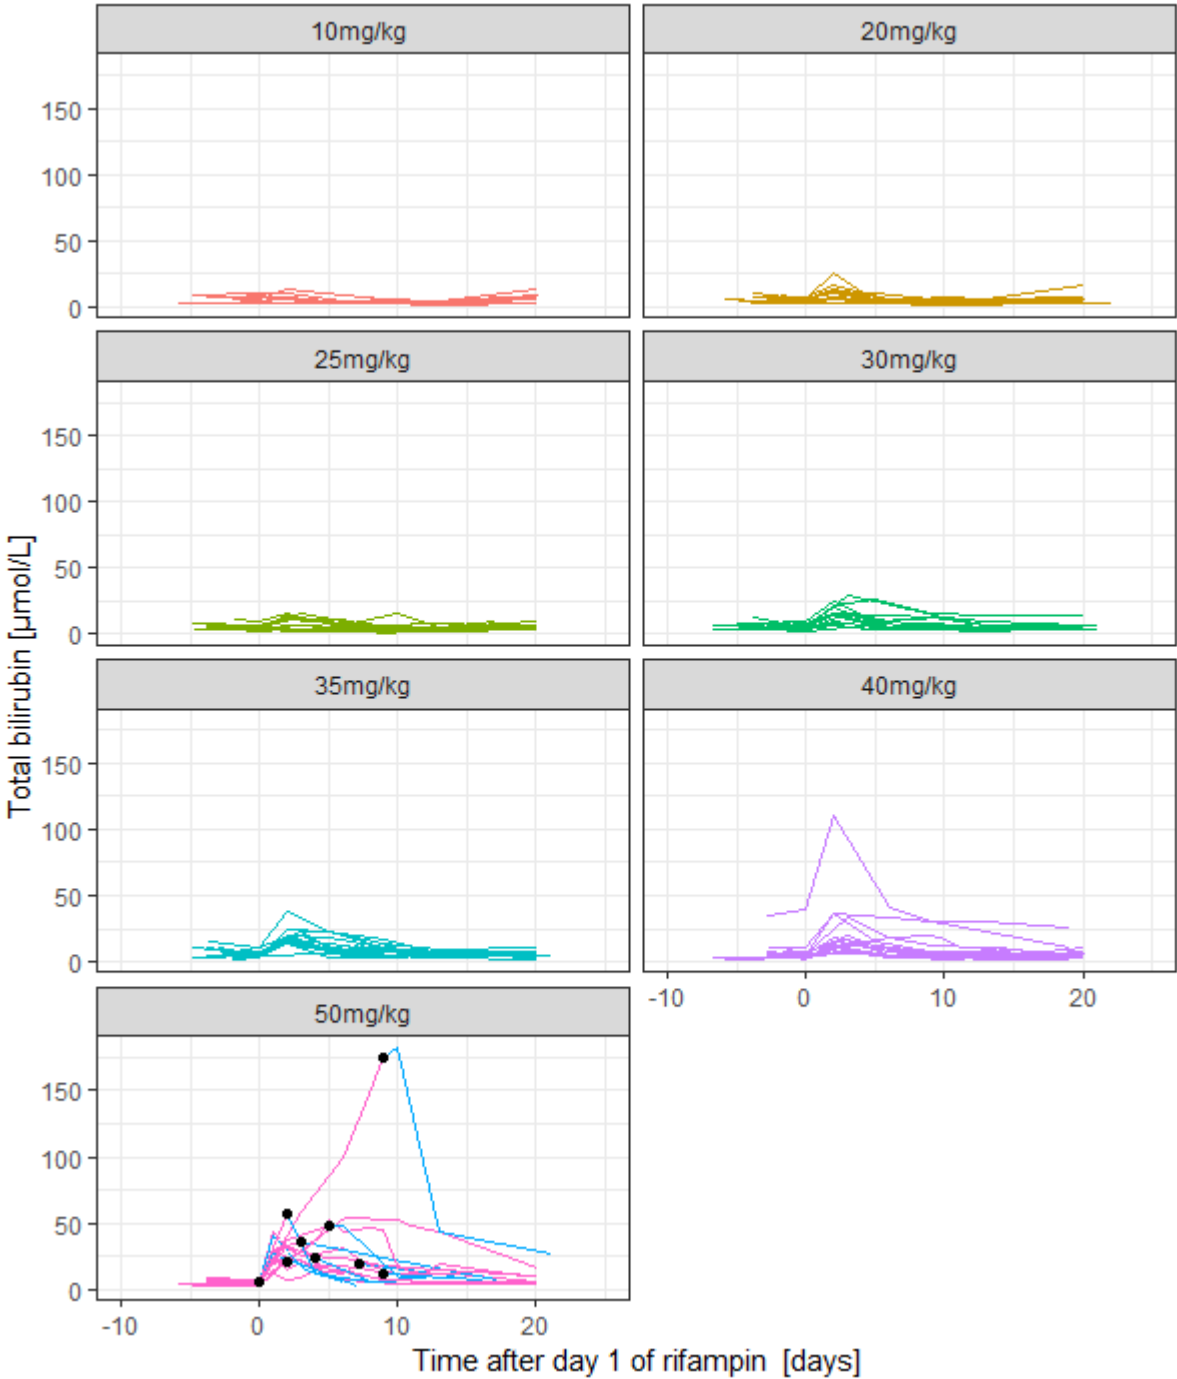 10mg/kg
20mg/kg
150
100
50
0
25mg/kg
30mg/kg
150
100
50
0
35mg/kg
40mg/kg
150
100
50
0
-10 0 10 20
50mg/kg
150
100
50
0
-10 0 10 20
Total bilirubin [µmol/L]
Time after day 1 of rifampin [days]